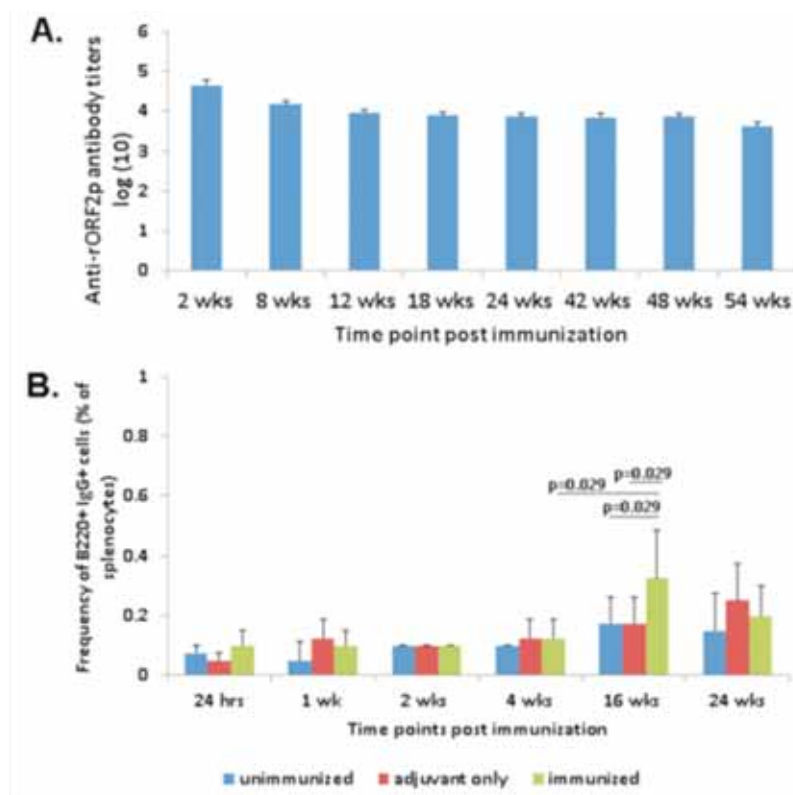 A.
Anti-rORF2p antibody titers
log (10)
6
5
4
3
2
1
0
2 wks 8 wks 12 wks 18 wks 24 wks 42 wks 48 wks 54 wks
Time point post immunization
B.
Frequency of B220+ IgG+ cells (% of
splenocytes)
1
0.8
0.6
0.4
0.2
0
p=0.029
p=0.029
p=0.029
24 hrs 1 wk 2 wks 4 wks 16 wks 24 wks
Time points post immunization
unimmunized adjuvant only immunized